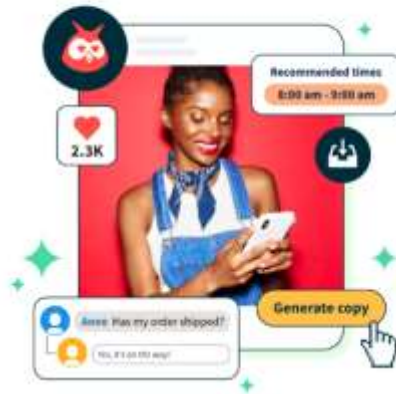 Recommended times
8:00 am - 9:00 am
2.3K
Generate copy
Anne Has my order shipped?
Yes, it's on the way!